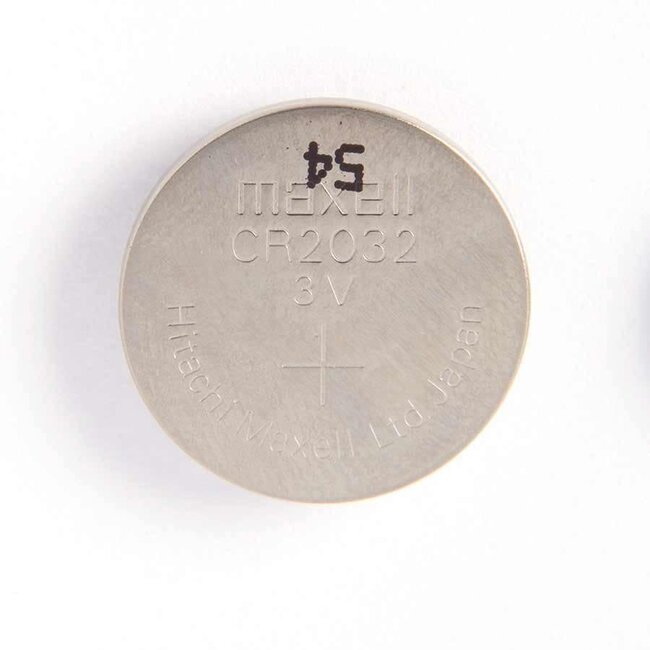 54
maxell
CR2032
3V
+
Hitachi Maxell, Ltd Japan